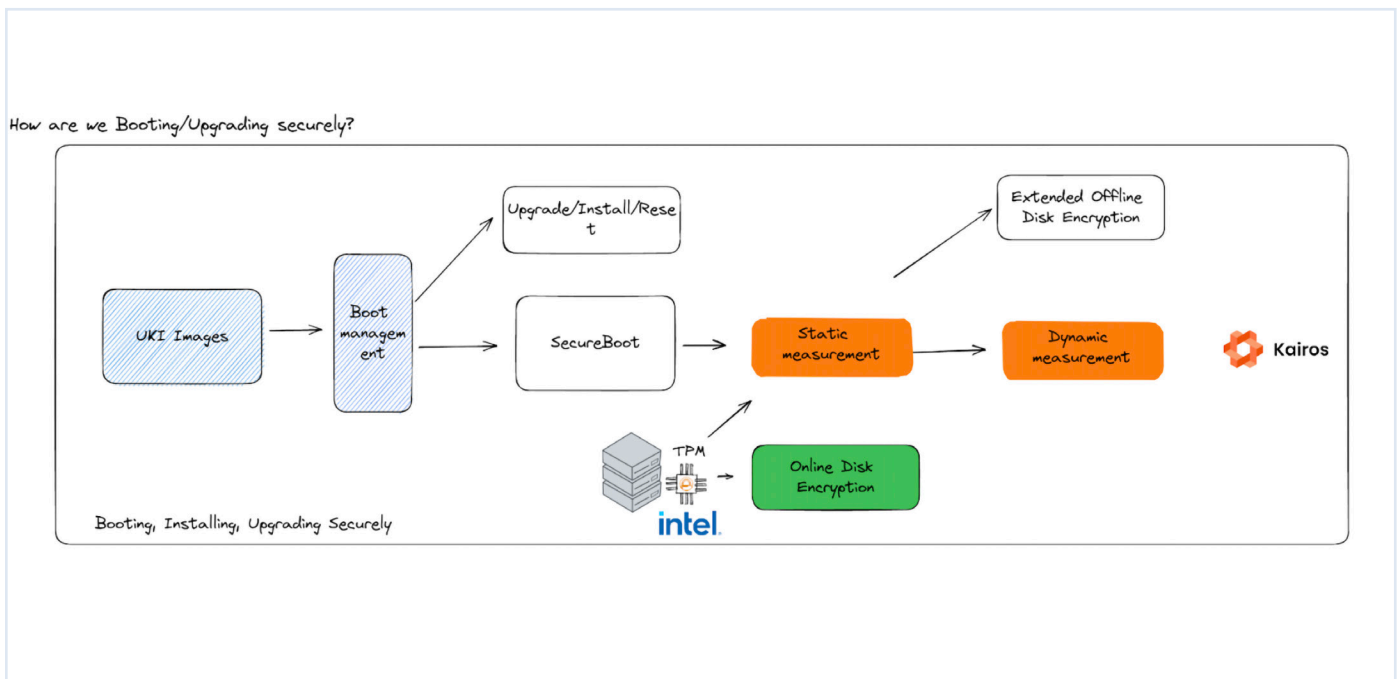 How are we Booting/Upgrading securely?
Upgrade/Install/Rese
t
Extended Offline
Disk Encryption
UKI Images
Boot
managem
ent
SecureBoot
Static
measurement
Dynamic
measurement
Kairos
TPM
Online Disk
Encryption
intel.
Booting, Installing, Upgrading Securely